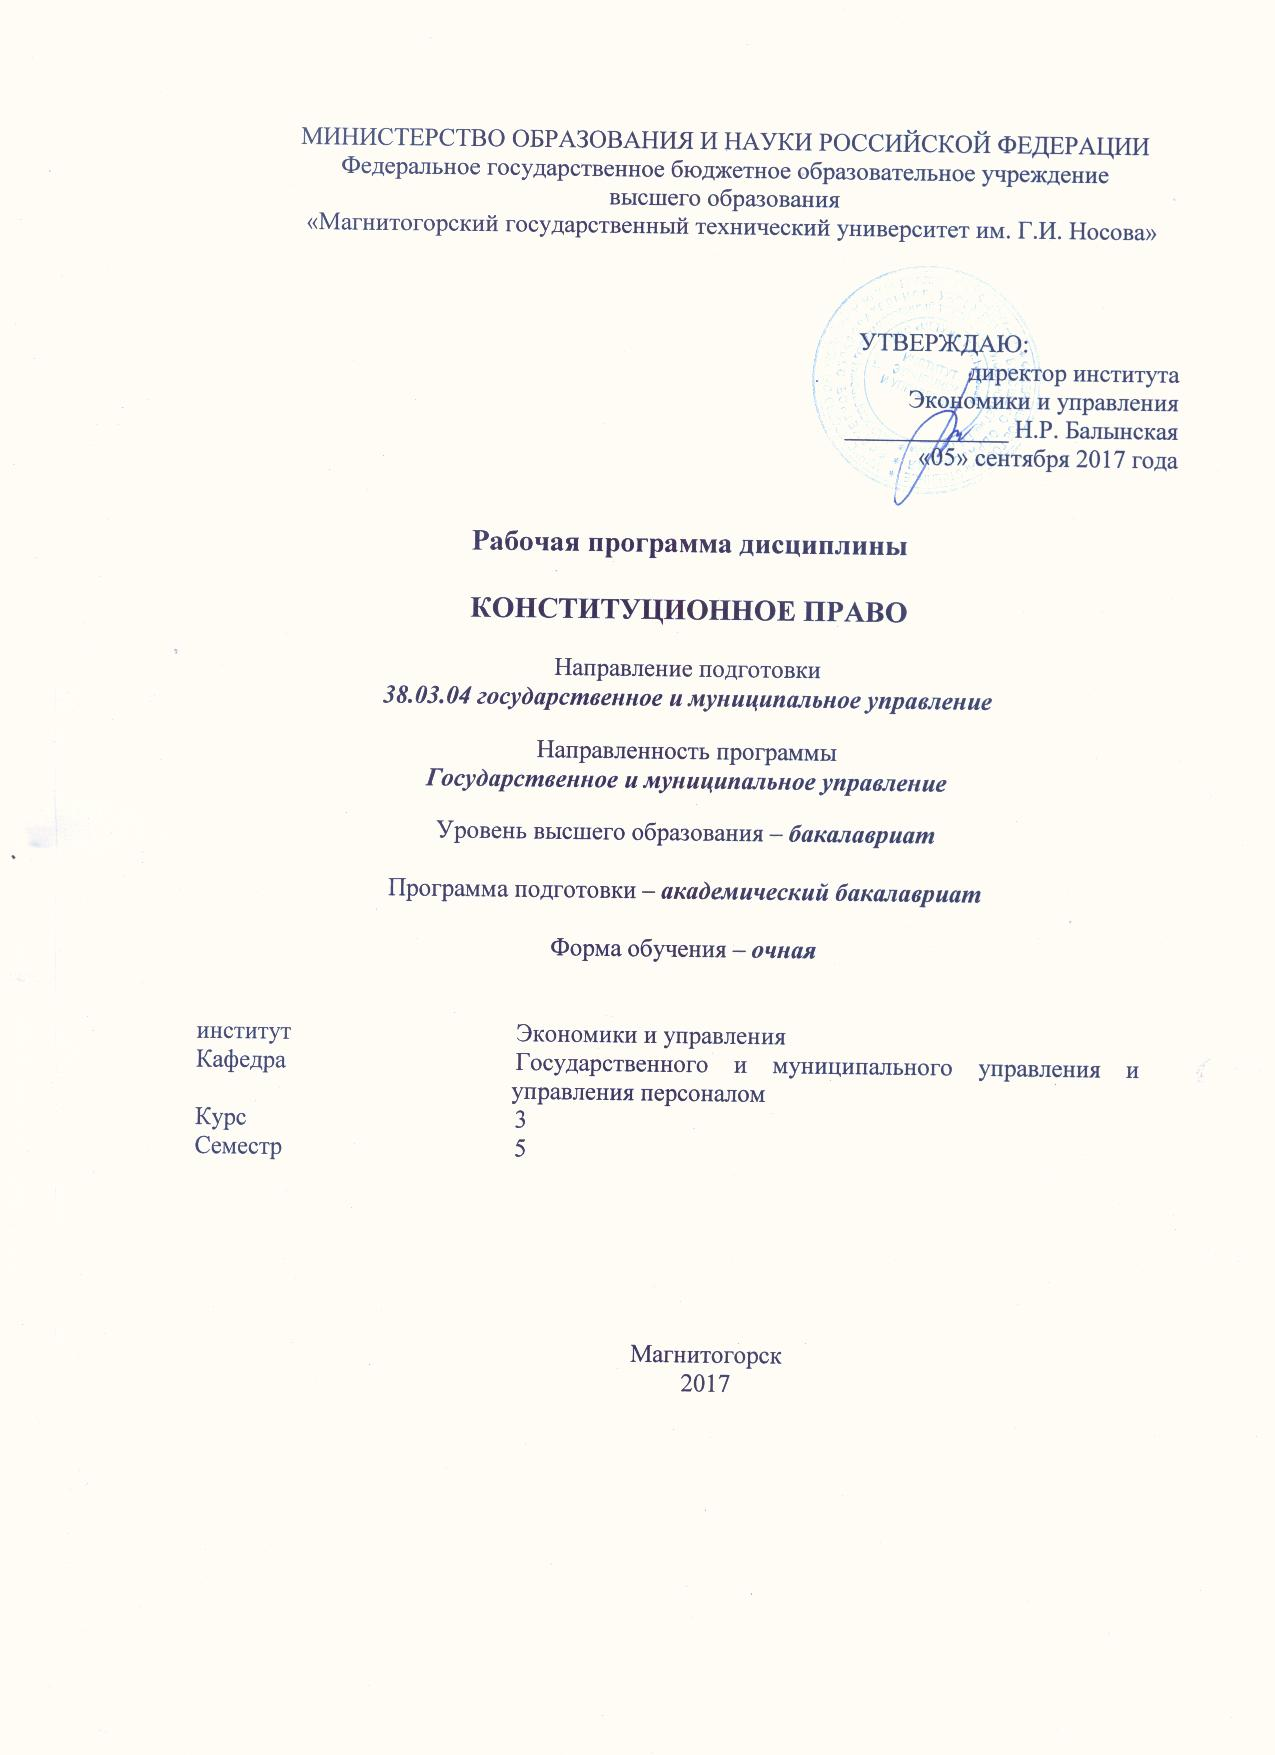 МИНИСТЕРСТВО ОБРАЗОВАНИЯ И НАУКИ РОССИЙСКОЙ ФЕДЕРАЦИИ
Федеральное государственное бюджетное образовательное учреждение
высшего образования
«Магнитогорский государственный технический университет им. Г.И. Носова»
УТВЕРЖДАЮ:
директор института
Экономики и управления
_____________ Н.Р. Балынская
«05» сентября 2017 года
Рабочая программа дисциплины
КОНСТИТУЦИОННОЕ ПРАВО
Направление подготовки
38.03.04 государственное и муниципальное управление
Направленность программы
Государственное и муниципальное управление
Уровень высшего образования – бакалавриат
Программа подготовки – академический бакалавриат
Форма обучения – очная
институт Экономики и управления
Кафедра Государственного и муниципального управления и
управления персоналом
Курс 3
Семестр 5
Магнитогорск
2017